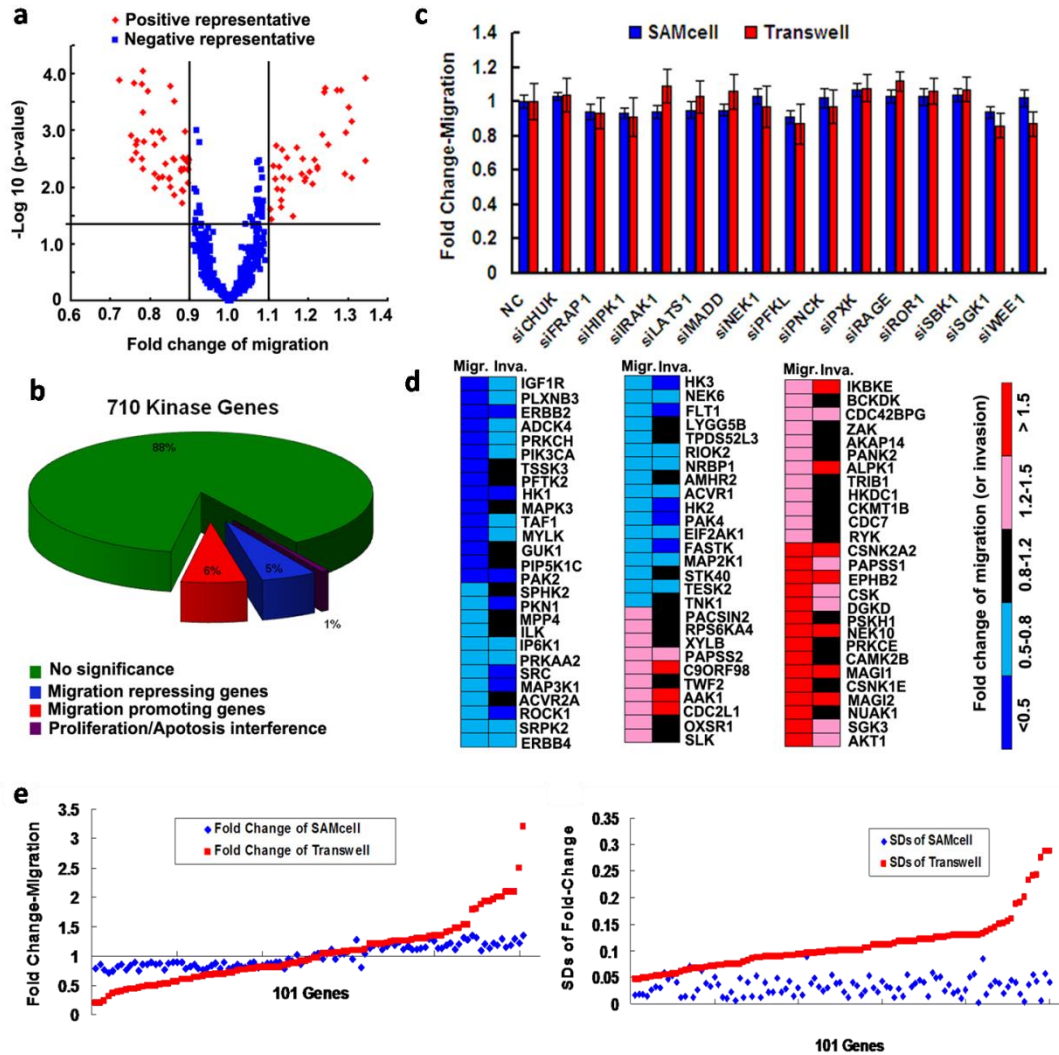 a
Positive representative
Negative representative
-Log 10 (p-value)
4.0
3.0
2.0
1.0
0.0
0.6
0.7
0.8
0.9
1.0
1.1
1.2
1.3
1.4
Fold change of migration
c
SAMcell
Transwell
Fold Change-Migration
1.4
1.2
1
0.8
0.6
0.4
0.2
0
NC
siCHUK
siFRAP1
siHIPK1
siIRAK1
siLATS1
siMADD
siNEK1
siPFKL
siPNCK
siPXK
siRAGE
siROR1
siSBK1
siSGK1
siWEE1
b
710 Kinase Genes
88%
6%
5%
1%
No significance
Migration repressing genes
Migration promoting genes
Proliferation/Apotosis interference
d
Migr. Inva.
IGF1R
PLXNB3
ERBB2
ADCK4
PRKCH
PIK3CA
TSSK3
PFTK2
HK1
MAPK3
TAF1
MYLK
GUK1
PIP5K1C
PAK2
SPHK2
PKN1
MPP4
ILK
IP6K1
PRKAA2
SRC
MAP3K1
ACVR2A
ROCK1
SRPK2
ERBB4
Migr. Inva.
HK3
NEK6
FLT1
LYGG5B
TPDS52L3
RIOK2
NRBP1
AMHR2
ACVR1
HK2
PAK4
EIF2AK1
FASTK
MAP2K1
STK40
TESK2
TNK1
PACSIN2
RPS6KA4
XYLB
PAPSS2
C9ORF98
TWF2
AAK1
CDC2L1
OXSR1
SLK
Migr. Inva.
IKBKE
BCKDK
CDC42BPG
ZAK
AKAP14
PANK2
ALPK1
TRIB1
HKDC1
CKMT1B
CDC7
RYK
CSNK2A2
PAPSS1
EPHB2
CSK
DGKD
PSKH1
NEK10
PRKCE
CAMK2B
MAGI1
CSNK1E
MAGI2
NUAK1
SGK3
AKT1
Fold change of migration (or invasion)
> 1.5
1.2-1.5
0.8-1.2
0.5-0.8
<0.5
e
Fold Change-Migration
3.5
3
2.5
2
1.5
1
0.5
0
Fold Change of SAMcell
Fold Change of Transwell
101 Genes
SDs of Fold-Change
0.35
0.3
0.25
0.2
0.15
0.1
0.05
0
SDs of SAMcell
SDs of Transwell
101 Genes